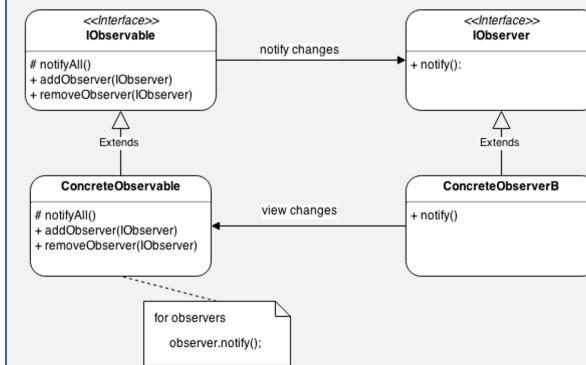 <<Interface>>
IObservable
# notifyAll()
+ addObserver(IObserver)
+ removeObserver(IObserver)
notify changes
<<Interface>>
IObserver
+ notify():
Extends
Extends
ConcreteObservable
# notifyAll()
+ addObserver(IObserver)
+ removeObserver(IObserver)
view changes
ConcreteObserverB
+ notify()
for observers
observer.notify();